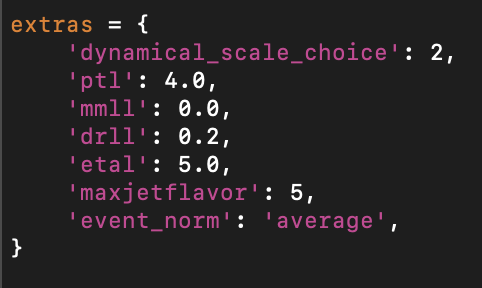 extras = {
    'dynamical_scale_choice': 2,
    'ptl': 4.0,
    'mmll': 0.0,
    'drll': 0.2,
    'etal': 5.0,
    'maxjetflavor': 5,
    'event_norm': 'average',
}